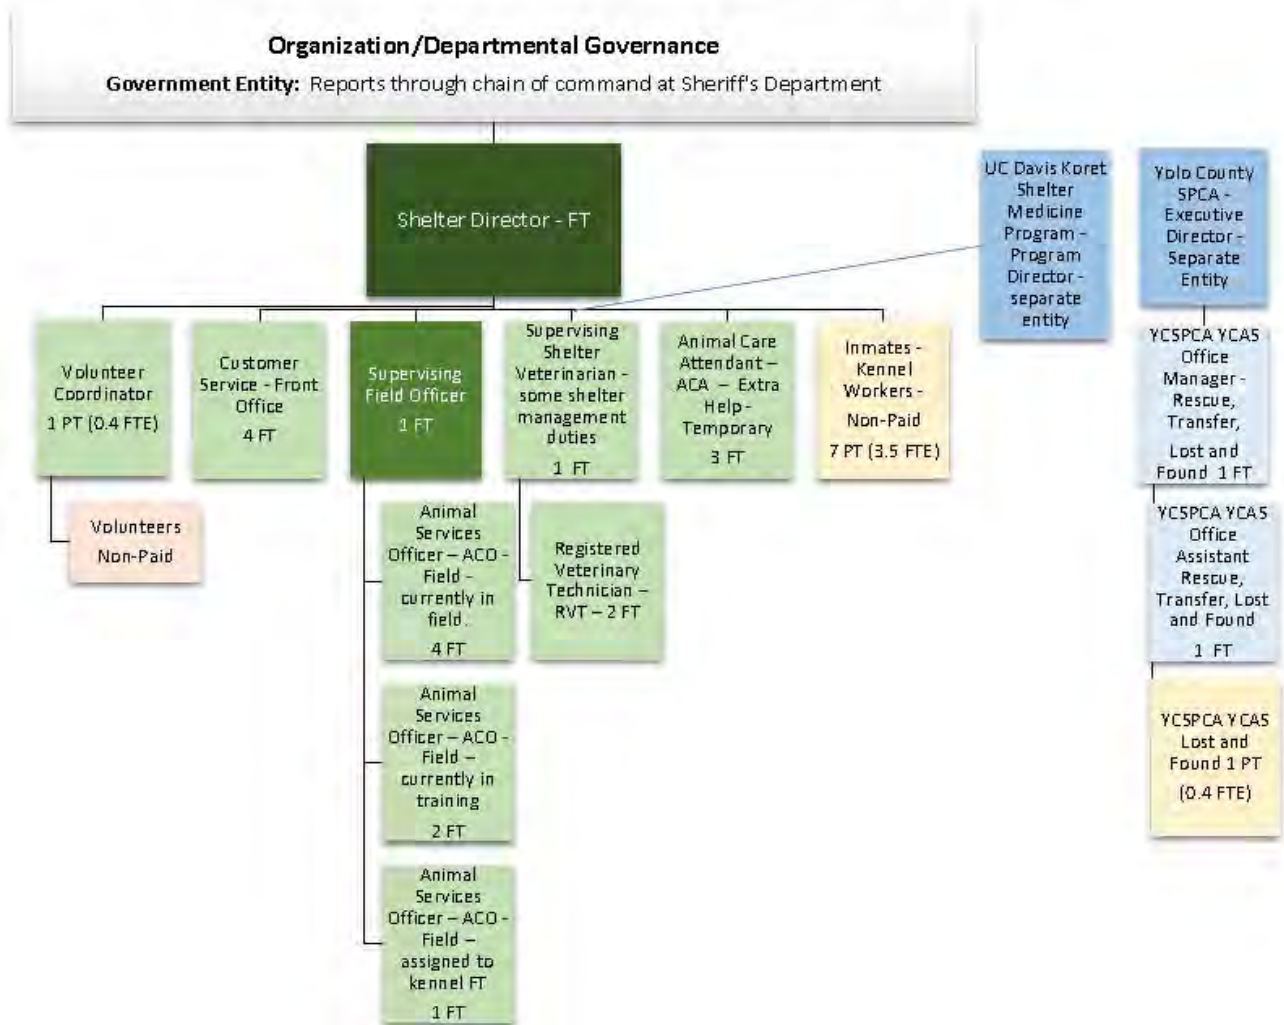 Organization/Departmental Governance
Government Entity: Reports through chain of command at Sheriff's Department
Shelter Director - FT
UC Davis Koret
Shelter
Medicine
Program -
Program
Director -
separate
entity
Yolo County
SPCA -
Executive
Director -
Separate
Entity
Volunteer
Coordinator
1 PT (0.4 FTE)
Customer
Service - Front
Office
4 FT
Supervising
Field Officer
1 FT
Supervising
Shelter
Veterinarian -
some shelter
management
duties
1 FT
Animal Care
Attendant –
ACA – Extra
Help -
Temporary
3 FT
Inmates -
Kennel
Workers -
Non-Paid
7 PT (3.5 FTE)
YCSPCA YCAS
Office
Manager -
Rescue,
Transfer,
Lost and
Found 1 FT
Volunteers
Non-Paid
Animal
Services
Officer – ACO -
Field -
currently in
field.
4 FT
Registered
Veterinary
Technician –
RVT – 2 FT
YCSPCA YCAS
Office
Assistant
Rescue,
Transfer, Lost
and Found
1 FT
Animal
Services
Officer – ACO -
Field –
currently in
training
2 FT
YCSPCA YCAS
Lost and
Found 1 PT
(0.4 FTE)
Animal
Services
Officer – ACO -
Field –
assigned to
kennel FT
1 FT